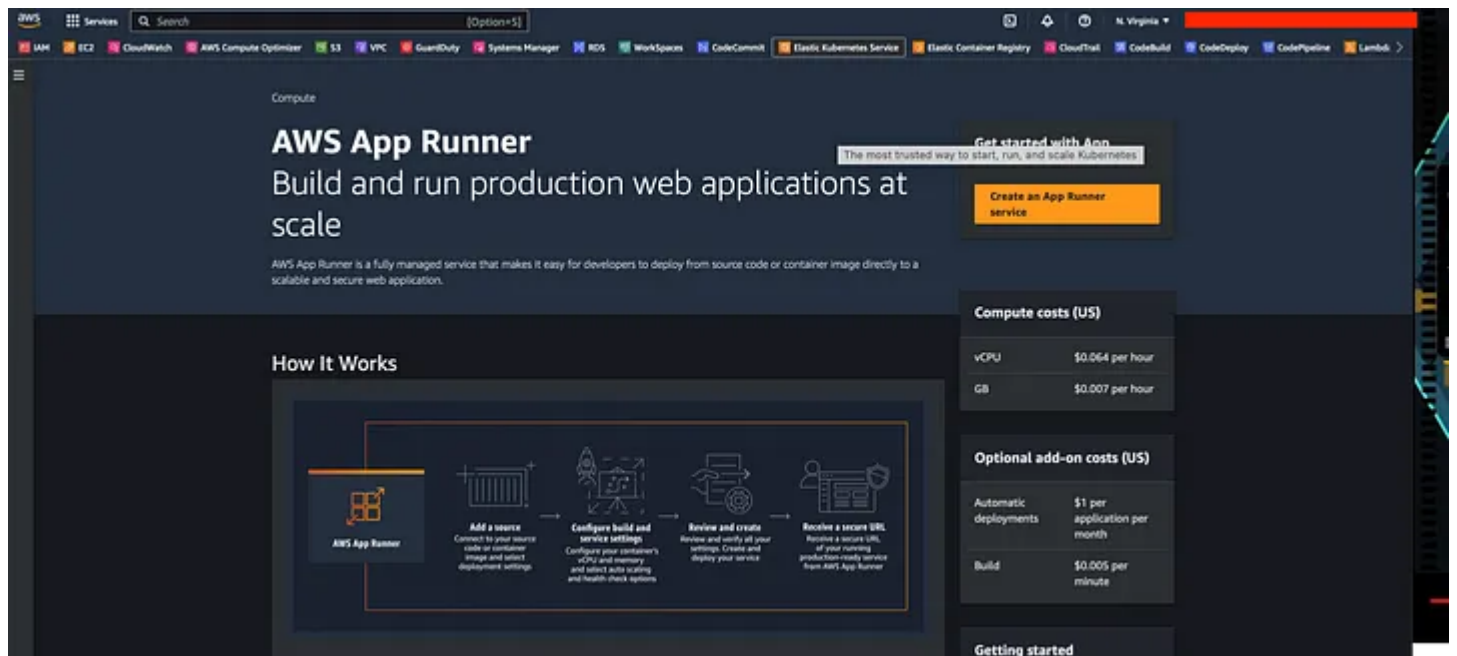 aws
Services
Search
[Option+S]
N. Virginia
IAM
EC2
CloudWatch
AWS Compute Optimizer
S3
VPC
GuardDuty
Systems Manager
RDS
WorkSpaces
CodeCommit
Elastic Kubernetes Service
Elastic Container Registry
CloudTrail
CodeBuild
CodeDeploy
CodePipeline
Lambda
Compute
AWS App Runner
Build and run production web applications at
scale
AWS App Runner is a fully managed service that makes it easy for developers to deploy from source code or container image directly to a
scalable and secure web application.
Get started with App
The most trusted way to start, run, and scale Kubernetes
Create an App Runner
service
Compute costs (US)
vCPU $0.064 per hour
GB $0.007 per hour
Optional add-on costs (US)
Automatic
deployments
$1 per
application per
month
Build
$0.005 per
minute
Getting started
How It Works
AWS App Runner
Add a source
Connect to your source
code or container
image and select
deployment settings
Configure build and
service settings
Configure your container's
vCPU and memory
and select auto scaling
and health check options
Review and create
Review and verify all your
settings. Create and
deploy your service
Receive a secure URL
Receive a secure URL
of your running
production-ready service
from AWS App Runner